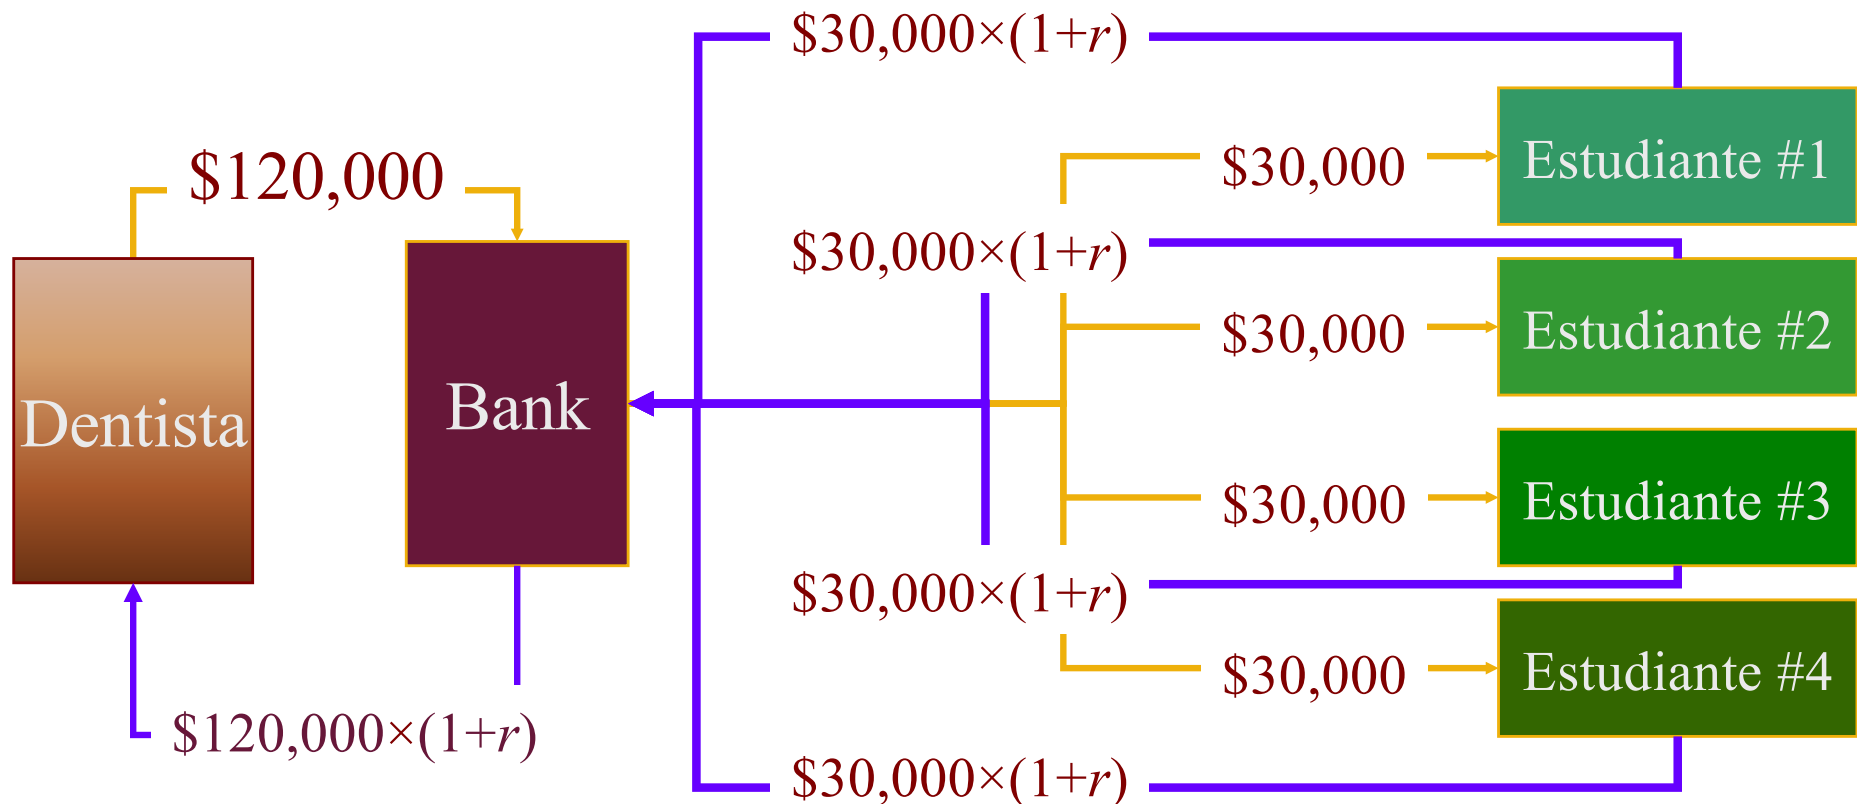 $30,000×(1+r)
$120,000
$30,000
Estudiante #1
$30,000×(1+r)
$30,000
Estudiante #2
Dentista
Bank
$30,000
Estudiante #3
$30,000×(1+r)
$30,000
Estudiante #4
$120,000×(1+r)
$30,000×(1+r)